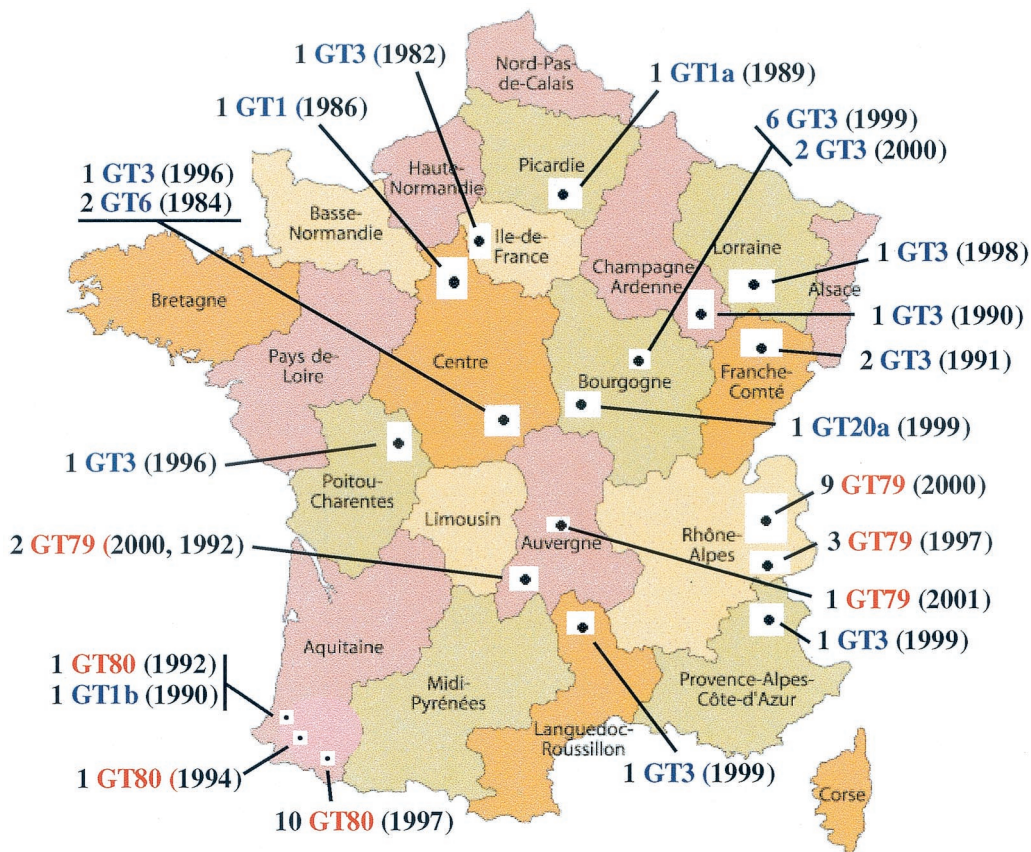 1 GT3 (1982)
1 GT1a (1989)
1 GT1 (1986)
6 GT3 (1999)
2 GT3 (2000)
1 GT3 (1996)
2 GT6 (1984)
Nord-Pas-
de-Calais
Picardie
Haute-
Normandie
Basse-
Normandie
Ile-de-
France
Champagne
Ardenne
Lorraine
Alsace
1 GT3 (1998)
1 GT3 (1990)
2 GT3 (1991)
Bretagne
Pays de-
Loire
Centre
Bourgogne
Franche-
Comté
1 GT20a (1999)
1 GT3 (1996)
Poitou-
Charentes
Limousin
Auvergne
Rhône-
Alpes
9 GT79 (2000)
3 GT79 (1997)
2 GT79 (2000, 1992)
1 GT79 (2001)
1 GT3 (1999)
Aquitaine
Midi-
Pyrénées
Provence-Alpes-
Côte-d'Azur
Languedoc-
Roussillon
1 GT80 (1992)
1 GT1b (1990)
1 GT80 (1994)
10 GT80 (1997)
1 GT3 (1999)
Corse